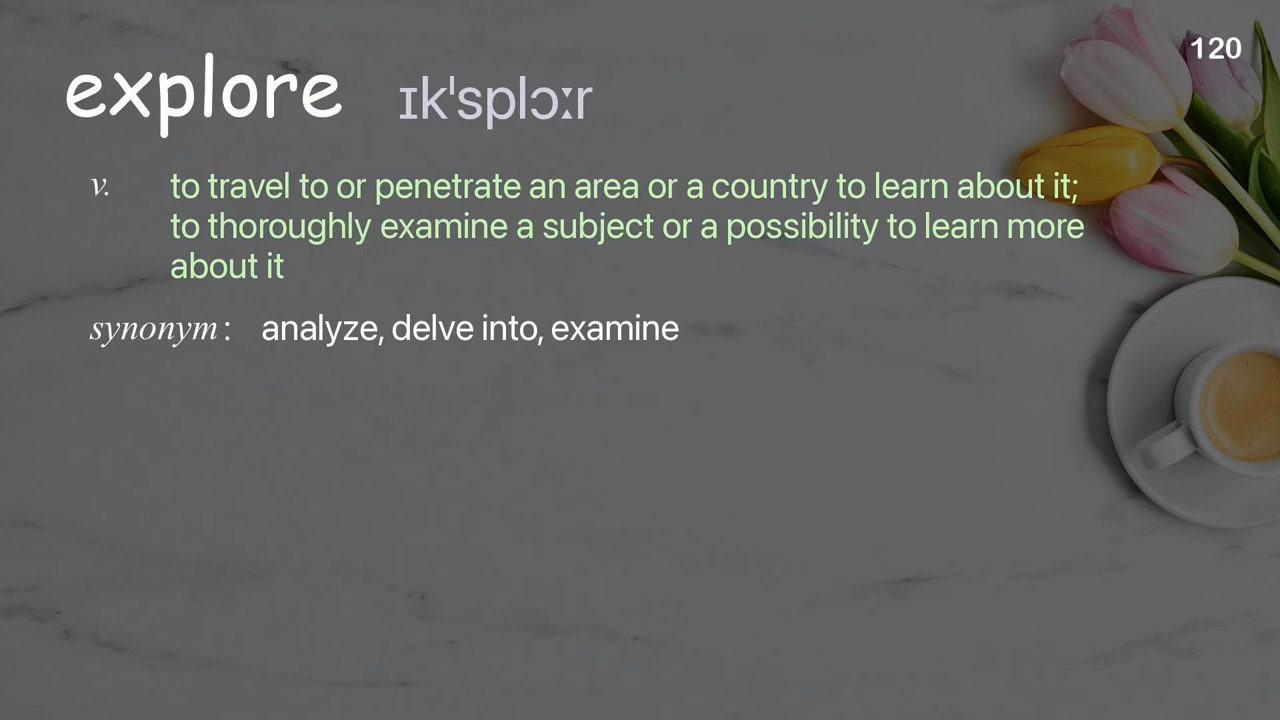 120
explore ɪkˈsplɔːr
v. to travel to or penetrate an area or a country to learn about it;
to thoroughly examine a subject or a possibility to learn more
about it
synonym : analyze, delve into, examine